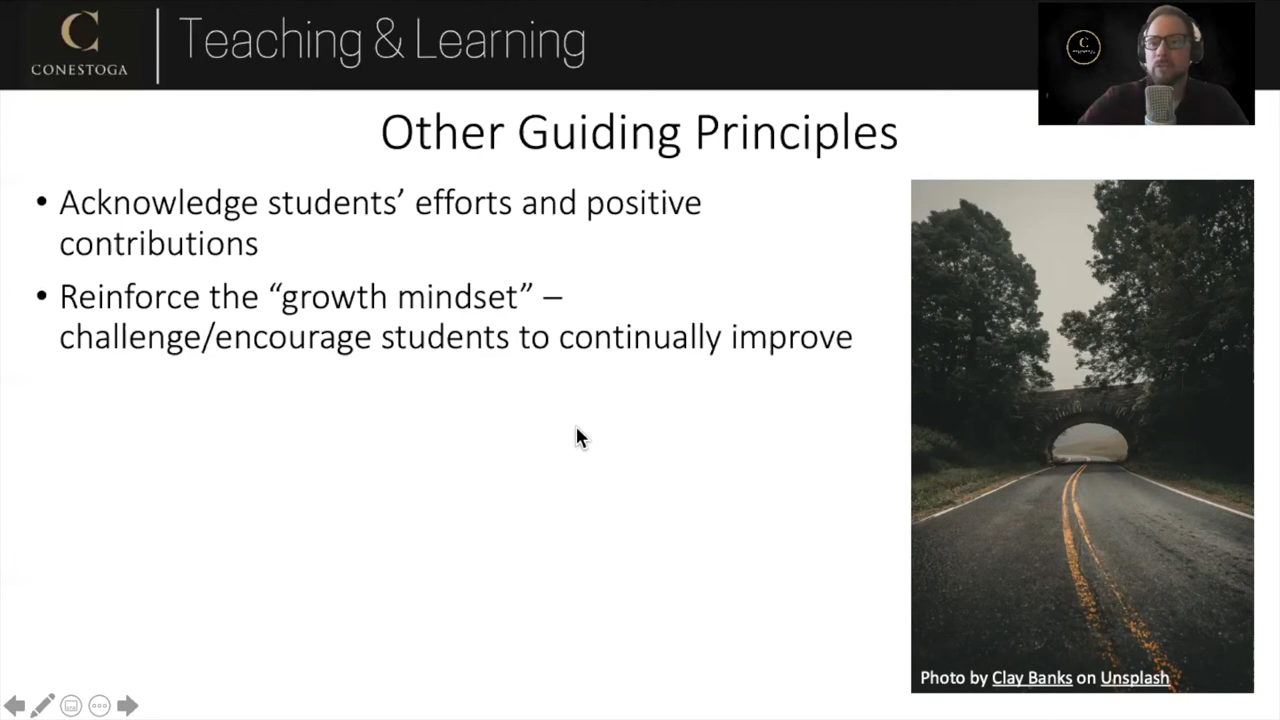 C
CONESTOGA
Teaching & Learning
C
Other Guiding Principles
• Acknowledge students’ efforts and positive
contributions
• Reinforce the “growth mindset” –
challenge/encourage students to continually improve
Photo by Clay Banks on Unsplash